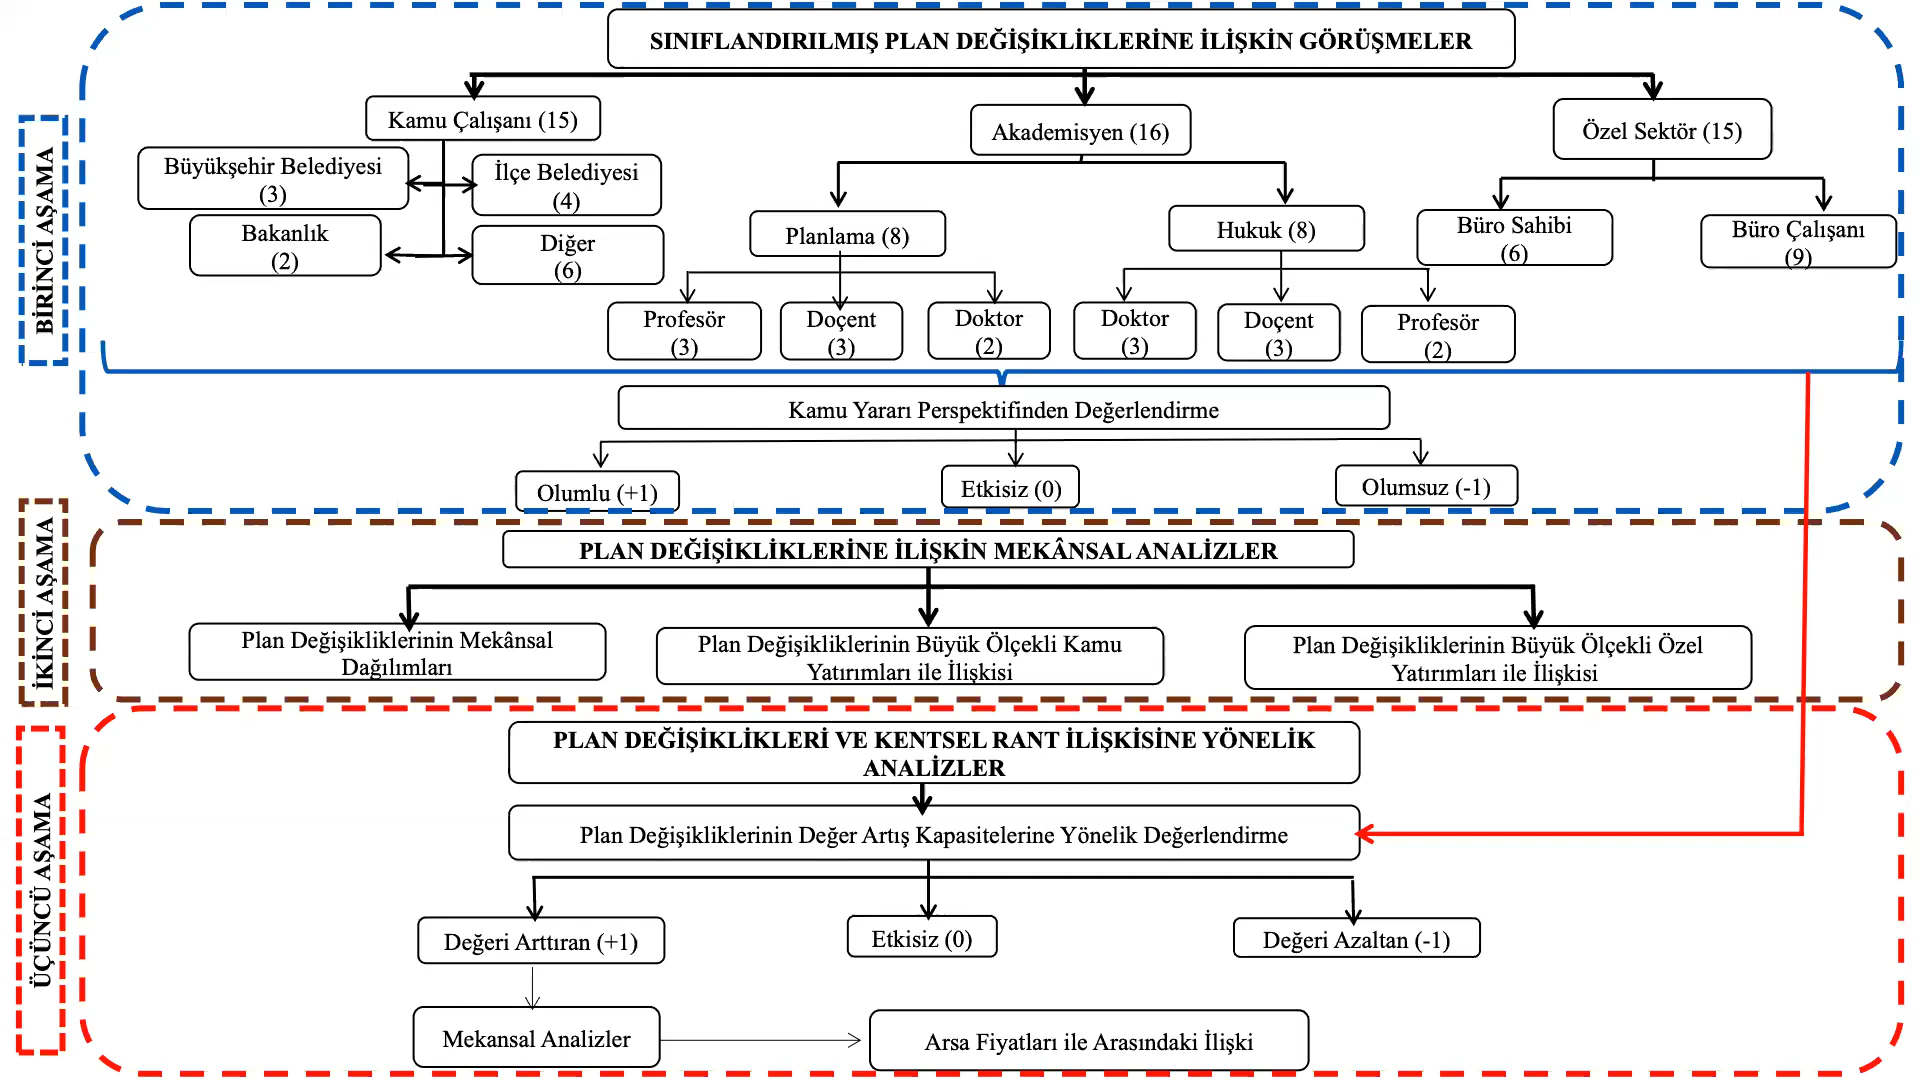 BİRİNCİ AŞAMA
SINIFLANDIRILMIŞ PLAN DEĞİŞİKLİKLERİNE İLİŞKİN GÖRÜŞMELER
Kamu Çalışanı (15)
Akademisyen (16)
Özel Sektör (15)
Büyükşehir Belediyesi
(3)
İlçe Belediyesi
(4)
Bakanlık
(2)
Diğer
(6)
Planlama (8)
Hukuk (8)
Büro Sahibi
(6)
Büro Çalışanı
(9)
Profesör
(3)
Doçent
(3)
Doktor
(2)
Doktor
(3)
Doçent
(3)
Profesör
(2)
Kamu Yararı Perspektifinden Değerlendirme
Olumlu (+1)
Etkisiz (0)
Olumsuz (-1)
İKİNCİ AŞAMA
PLAN DEĞİŞİKLİKLERİNE İLİŞKİN MEKÂNSAL ANALİZLER
Plan Değişikliklerinin Mekânsal
Dağılımları
Plan Değişikliklerinin Büyük Ölçekli Kamu
Yatırımları ile İlişkisi
Plan Değişikliklerinin Büyük Ölçekli Özel
Yatırımları ile İlişkisi
ÜÇÜNCÜ AŞAMA
PLAN DEĞİŞİKLİKLERİ VE KENTSEL RANT İLİŞKİSİNE YÖNELİK
ANALİZLER
Plan Değişikliklerinin Değer Artış Kapasitelerine Yönelik Değerlendirme
Değeri Arttıran (+1)
Etkisiz (0)
Değeri Azaltan (-1)
Mekansal Analizler
Arsa Fiyatları ile Arasındaki İlişki